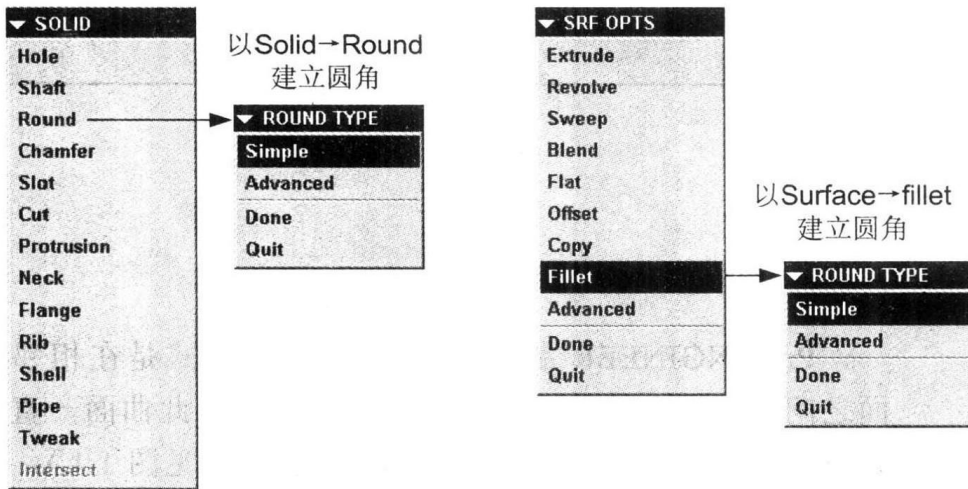 SOLID
Hole
Shaft
Round
Chamfer
Slot
Cut
Protrusion
Neck
Flange
Rib
Shell
Pipe
Tweak
Intersect
以Solid→Round
建立圆角
ROUND TYPE
Simple
Advanced
Done
Quit
SRF OPTS
Extrude
Revolve
Sweep
Blend
Flat
Offset
Copy
Fillet
Advanced
Done
Quit
以Surface→fillet
建立圆角
ROUND TYPE
Simple
Advanced
Done
Quit